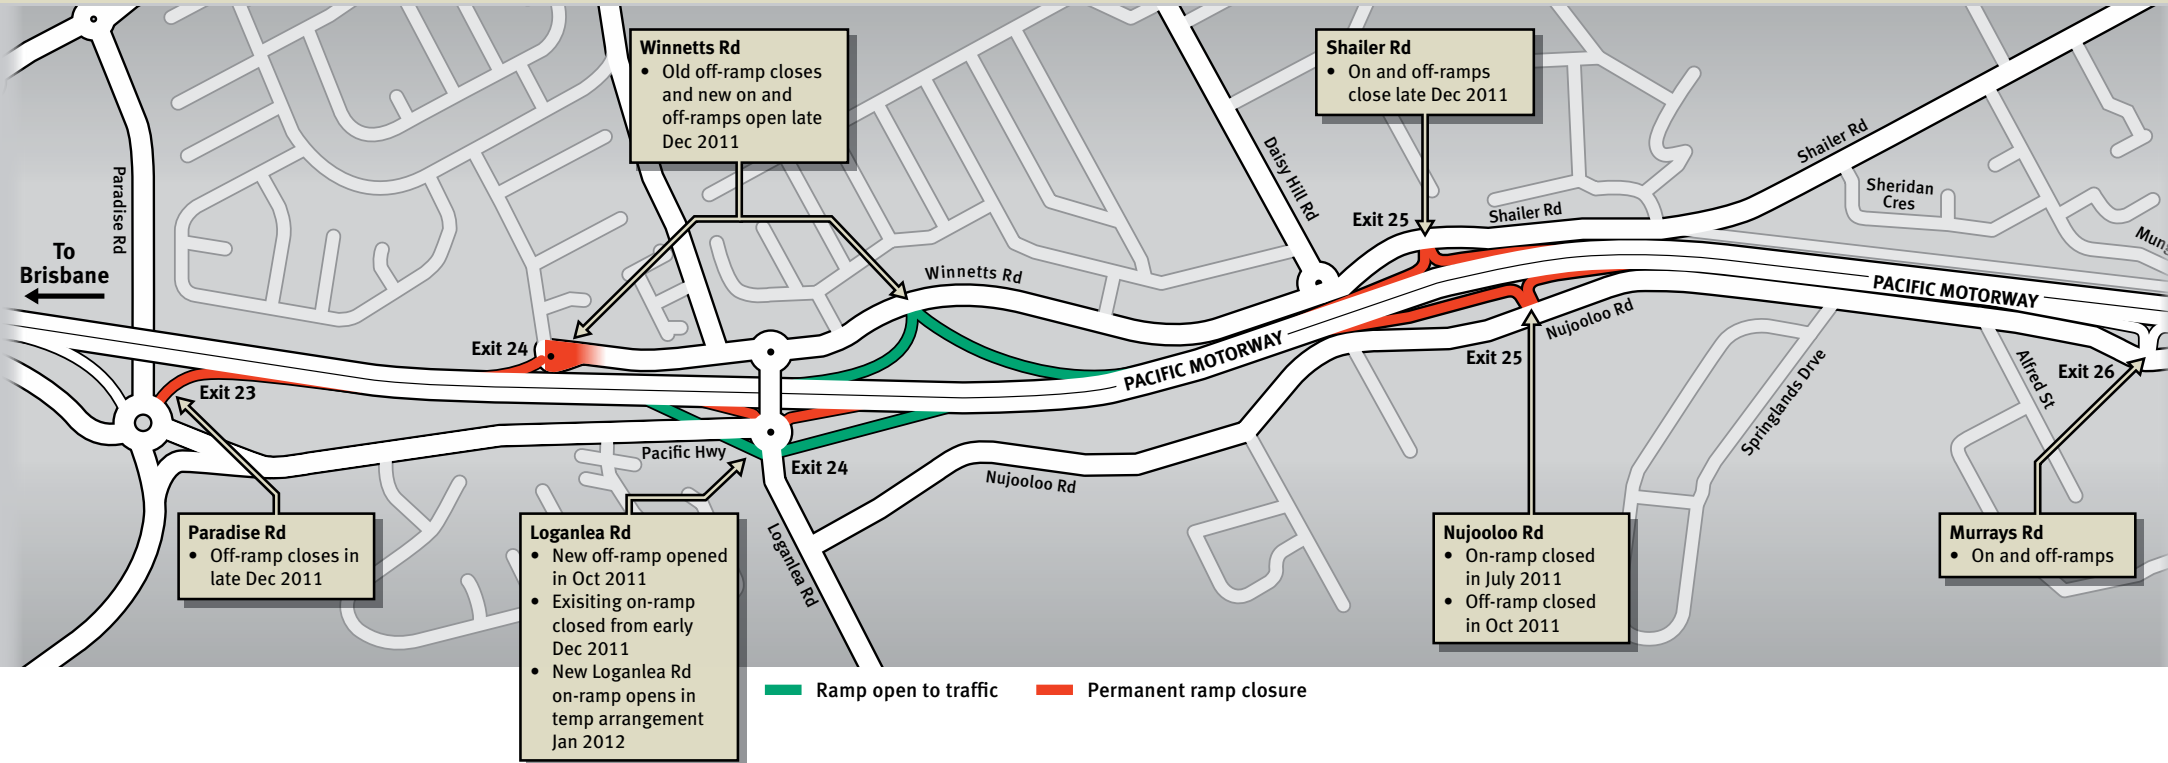 Winnetts Rd
• Old off-ramp closes
and new on and
off-ramps open late
Dec 2011
Shailer Rd
• On and off-ramps
close late Dec 2011
Paradise Rd
Daisy Hill Rd
Shailer Rd
Sheridan
Cres
Exit 25
Shailer Rd
To
Brisbane
Winnetts Rd
PACIFIC MOTORWAY
Nujooloo Rd
Exit 24
PACIFIC MOTORWAY
Exit 25
Exit 26
Exit 23
Alfred St
Springlands Drve
Pacific Hwy
Exit 24
Nujooloo Rd
Loganlea Rd
Paradise Rd
• Off-ramp closes in
late Dec 2011
Loganlea Rd
• New off-ramp opened
in Oct 2011
• Exisiting on-ramp
closed from early
Dec 2011
• New Loganlea Rd
on-ramp opens in
temp arrangement
Jan 2012
Nujooloo Rd
• On-ramp closed
in July 2011
• Off-ramp closed
in Oct 2011
Murrays Rd
• On and off-ramps
Ramp open to traffic
Permanent ramp closure